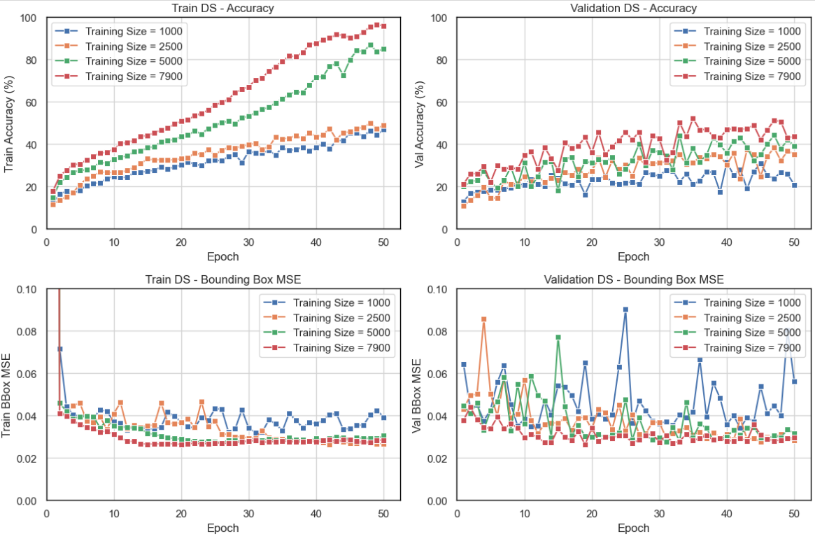 Train DS - Accuracy
100
80
60
40
20
0
Train Accuracy (%)
Training Size = 1000
Training Size = 2500
Training Size = 5000
Training Size = 7900
0 10 20 30 40 50
Epoch
Validation DS - Accuracy
100
80
60
40
20
0
Val Accuracy (%)
Training Size = 1000
Training Size = 2500
Training Size = 5000
Training Size = 7900
0 10 20 30 40 50
Epoch
Train DS - Bounding Box MSE
0.10
0.08
0.06
0.04
0.02
0.00
Train BBox MSE
Training Size = 1000
Training Size = 2500
Training Size = 5000
Training Size = 7900
0 10 20 30 40 50
Epoch
Validation DS - Bounding Box MSE
0.10
0.08
0.06
0.04
0.02
0.00
Val BBox MSE
Training Size = 1000
Training Size = 2500
Training Size = 5000
Training Size = 7900
0 10 20 30 40 50
Epoch